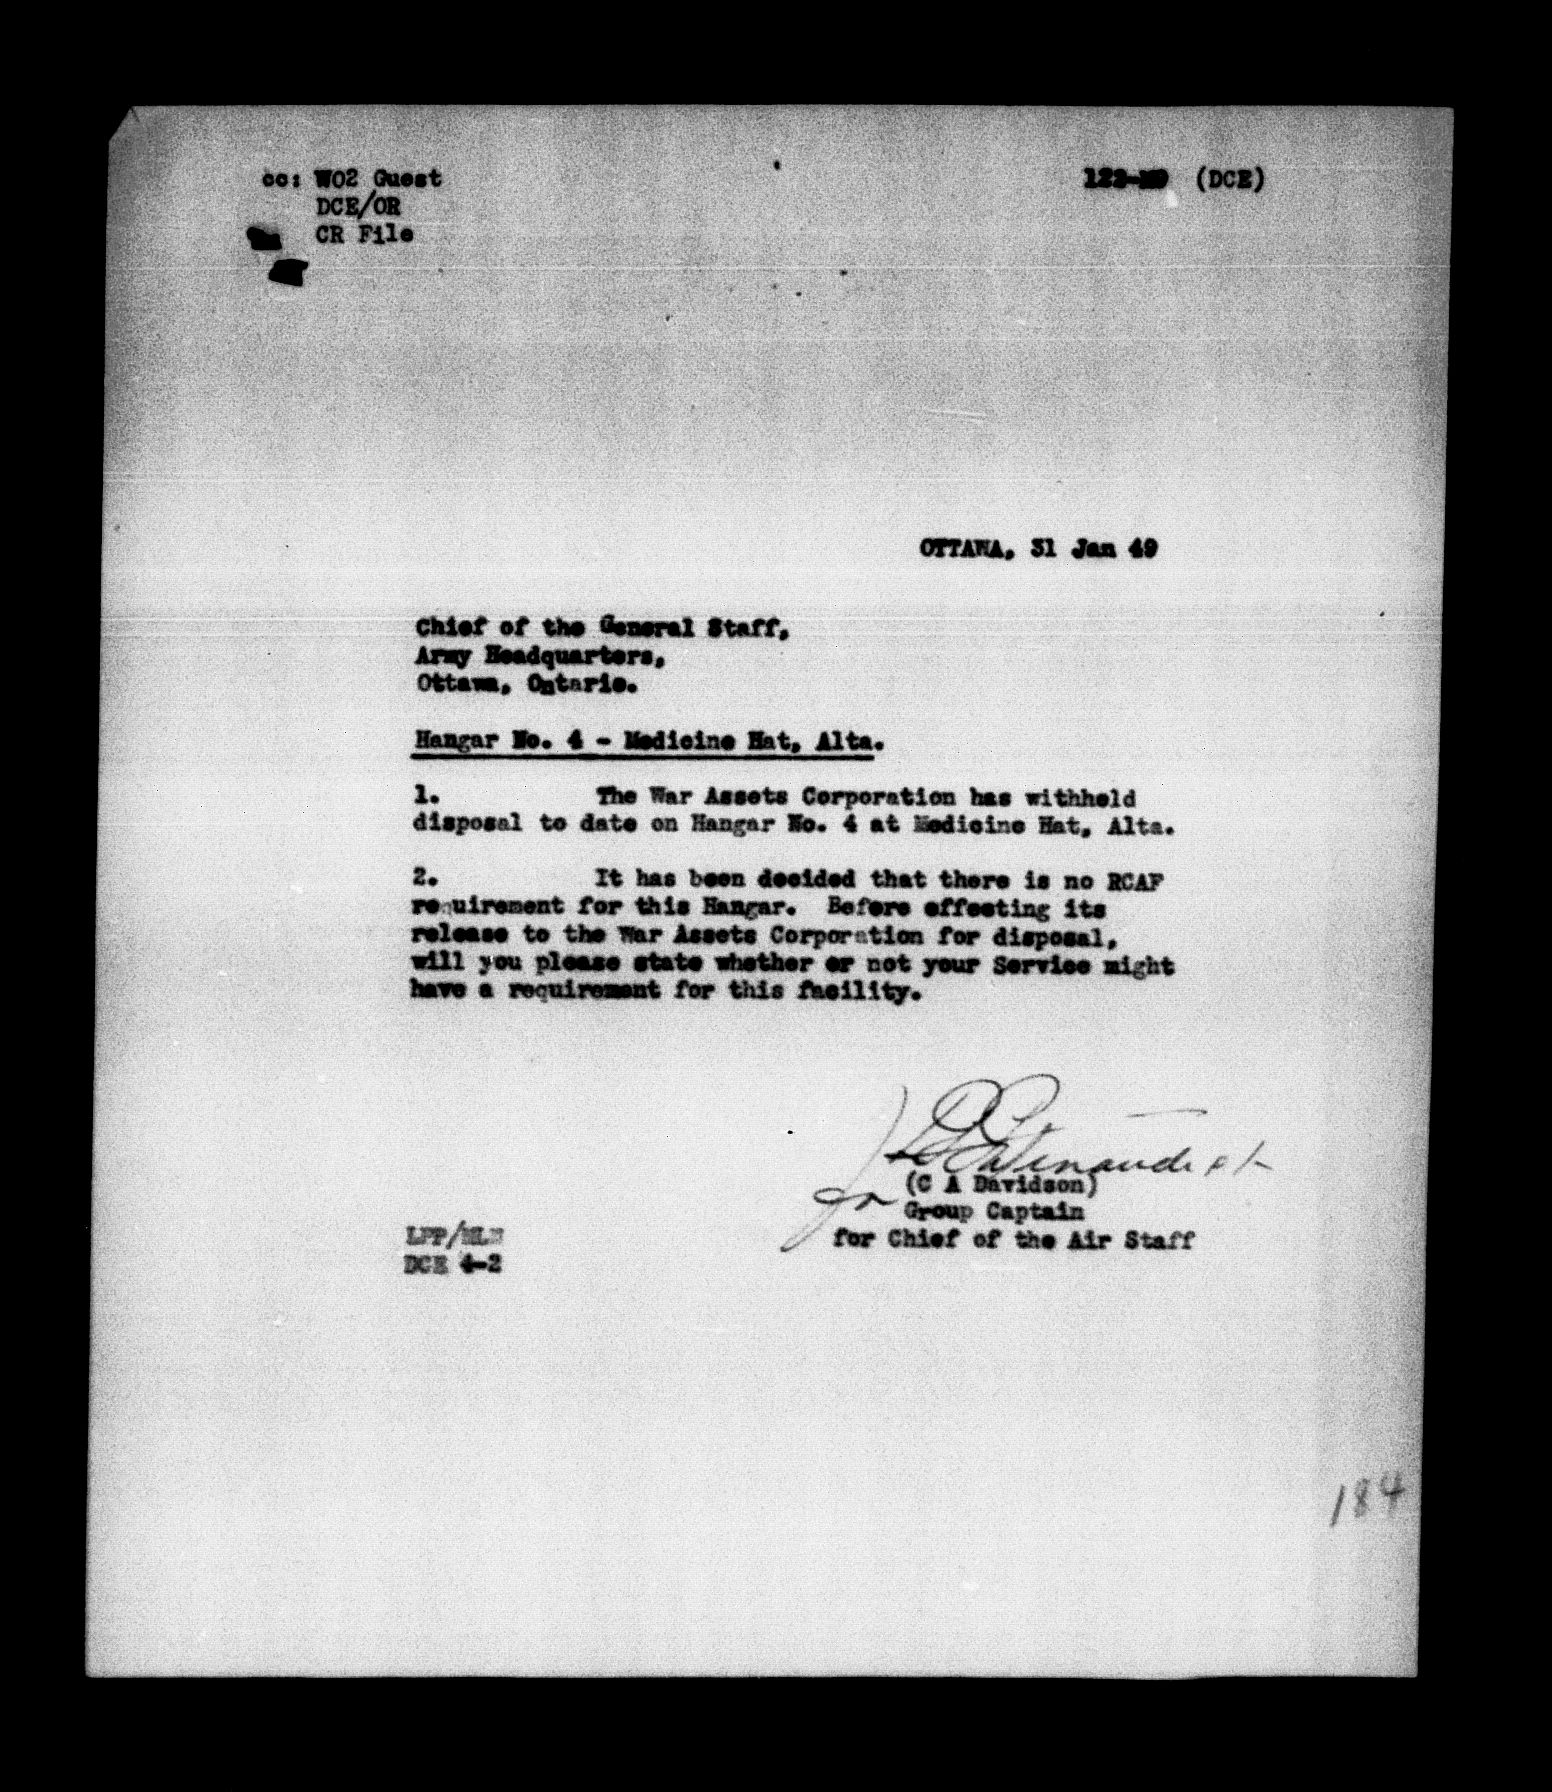 cc: WO2 Guest
DCE/OR
CR File
(DCE)
OTTAWA, 31 Jan 49
Chief of the General Staff,
Army Headquarters,
Ottawa, Ontario.
Hangar No. 4 - Medicine Hat, Alta.
1. The War Assets Corporation has withheld
disposal to date on Hangar No. 4 at Medicine Hat, Alta.
2. It has been decided that there is no RCAF
requirement for this Hangar. Before effecting its
release to the War Assets Corporation for disposal,
will you please state whether or not your Service might
have a requirement for this facility.
for
(C A Davidson)
Group Captain
for Chief of the Air Staff
DCE 4-2
184